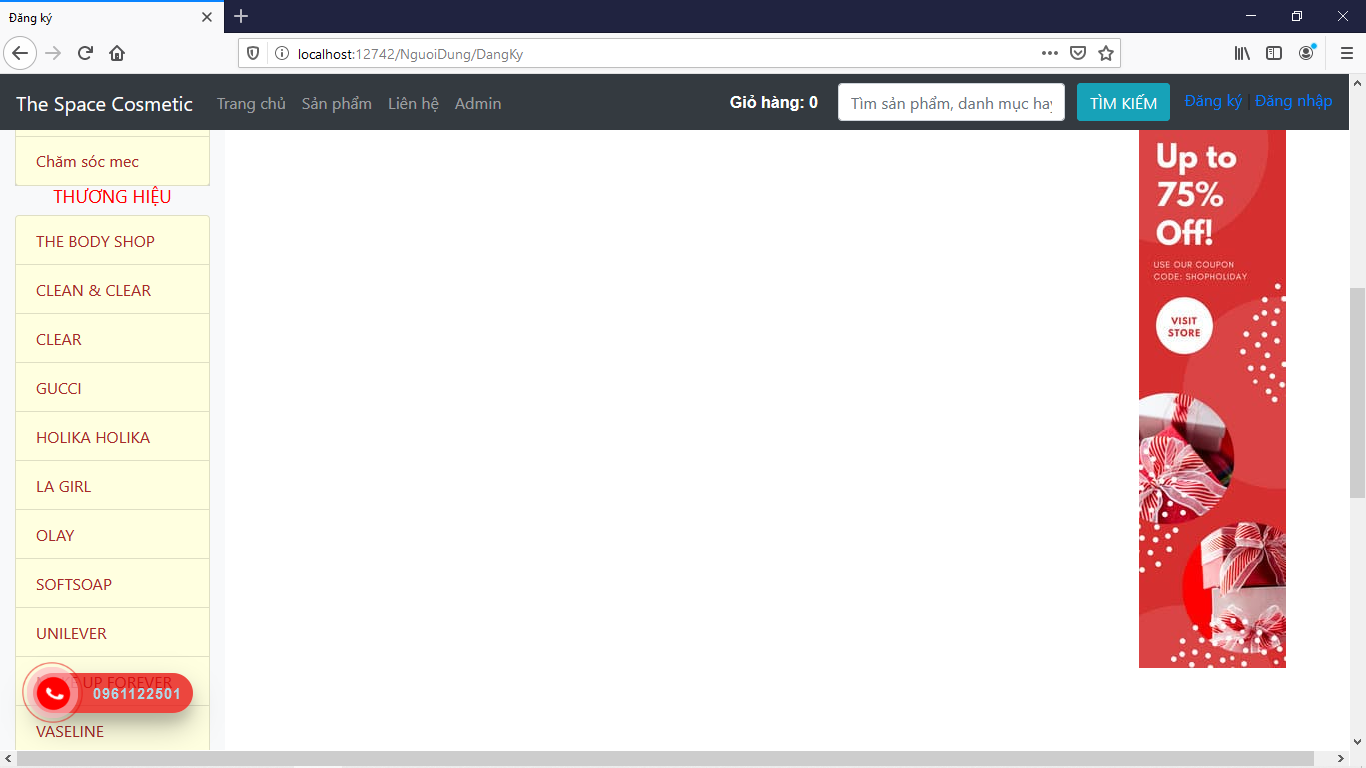 Đăng ký
localhost:12742/NguoiDung/DangKy
The Space Cosmetic
Trang chủ
Sản phẩm
Liên hệ
Admin
Giỏ hàng: 0
Tìm sản phẩm, danh mục hay
TÌM KIẾM
Đăng ký | Đăng nhập
Chăm sóc mec
THƯƠNG HIỆU
THE BODY SHOP
CLEAN & CLEAR
CLEAR
GUCCI
HOLIKA HOLIKA
LA GIRL
OLAY
SOFTSOAP
UNILEVER
UP FOREVER
0961122501
VASELINE
Up to
75%
Off!
USE OUR COUPON
CODE: SHOPHOLIDAY
VISIT
STORE